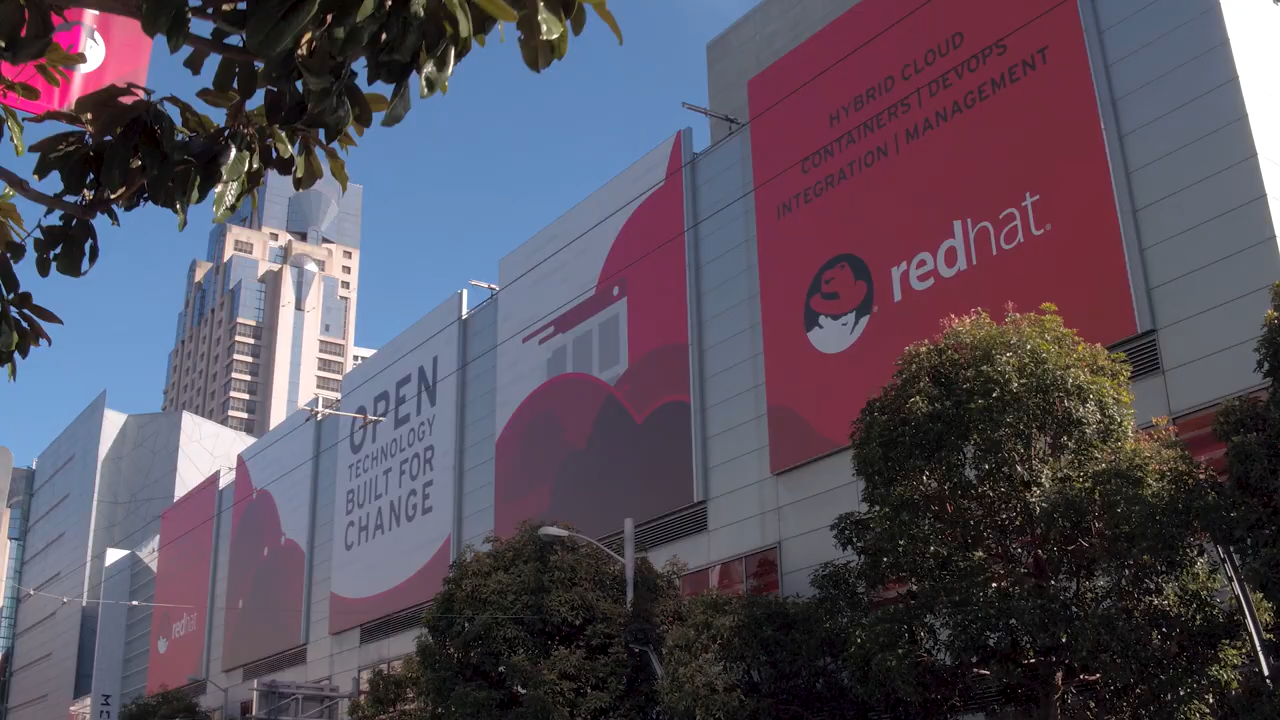 HYBRID CLOUD
CONTAINERS | DEVOPS
INTEGRATION | MANAGEMENT
redhat.
OPEN
TECHNOLOGY
BUILT FOR
CHANGE
redhat